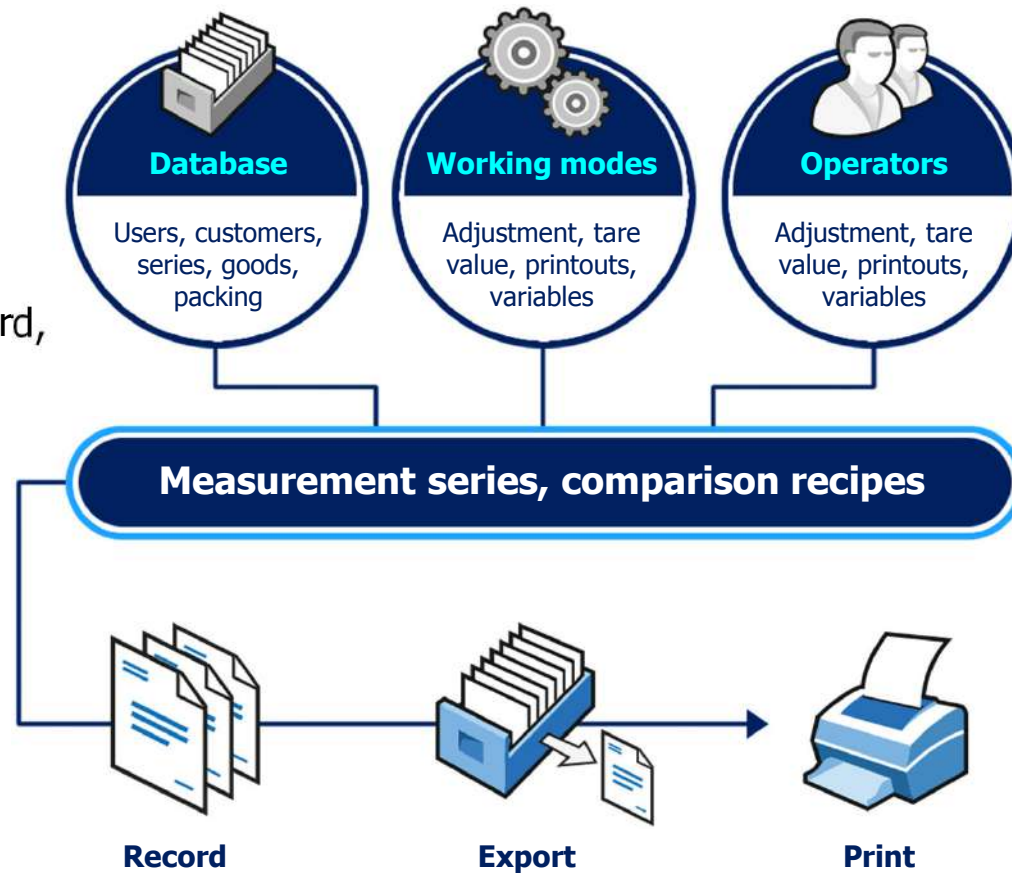 Database
Users, customers,
series, goods,
packing
Working modes
Adjustment, tare
value, printouts,
variables
Operators
Adjustment, tare
value, printouts,
variables
rd,
Measurement series, comparison recipes
Record
Export
Print